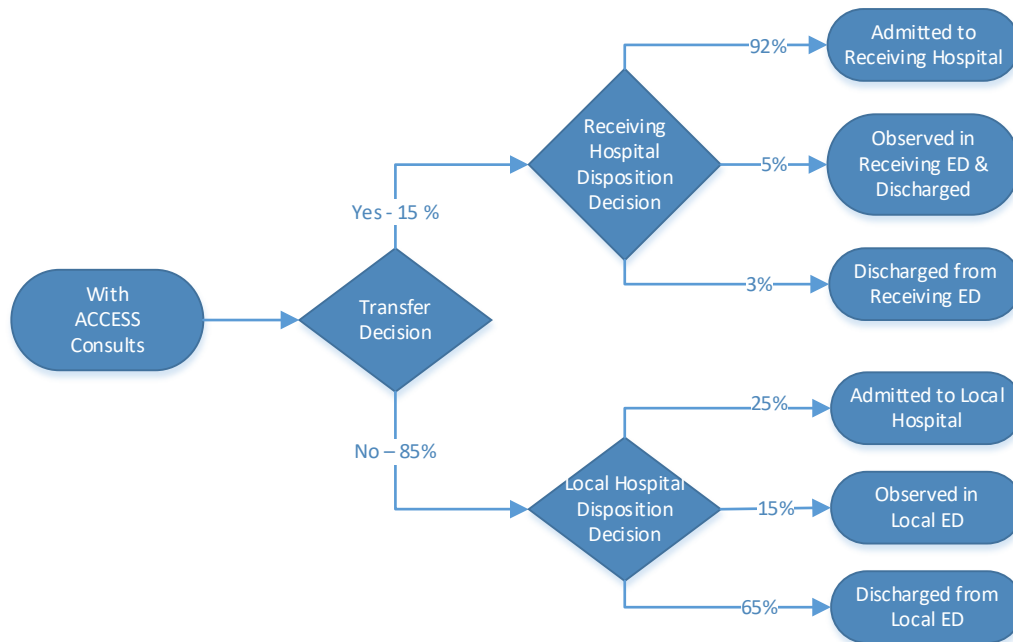 92%
Admitted to
Receiving Hospital
Receiving
Hospital
Disposition
Decision
5%
Observed in
Receiving ED &
Discharged
Yes - 15 %
3%
Discharged from
Receiving ED
With
ACCESS
Consults
Transfer
Decision
25%
Admitted to Local
Hospital
No – 85%
Local Hospital
Disposition
Decision
15%
Observed in
Local ED
65%
Discharged from
Local ED